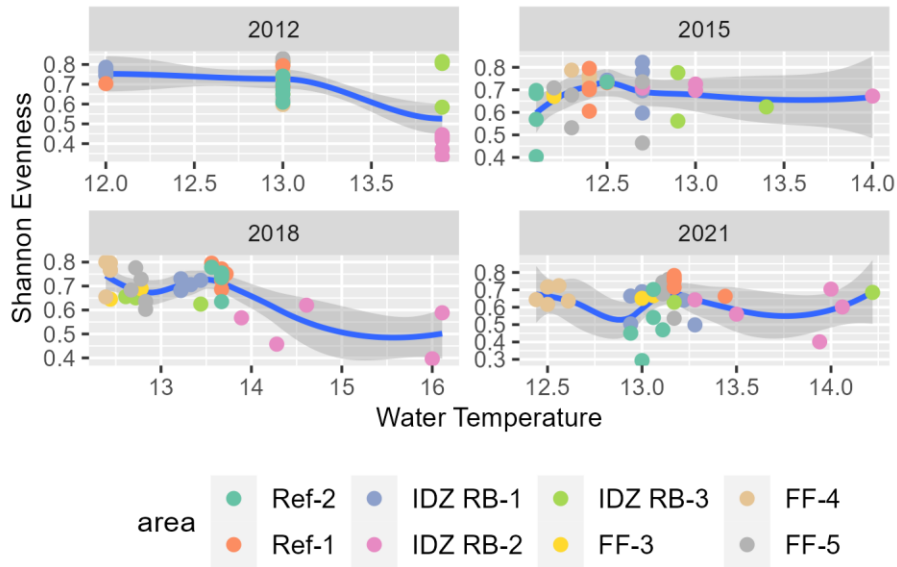 2012
2015
0.8
0.7
0.6
0.5
0.4
0.8
0.7
0.6
0.5
0.4
12.0 12.5 13.0 13.5
12.5 13.0 13.5 14.0
2018
2021
0.8
0.7
0.6
0.5
0.4
0.8
0.7
0.6
0.5
0.4
0.3
13 14 15 16
12.5 13.0 13.5 14.0
Shannon Evenness
Water Temperature
area
Ref-2 IDZ RB-1 IDZ RB-3 FF-4
Ref-1 IDZ RB-2 FF-3 FF-5